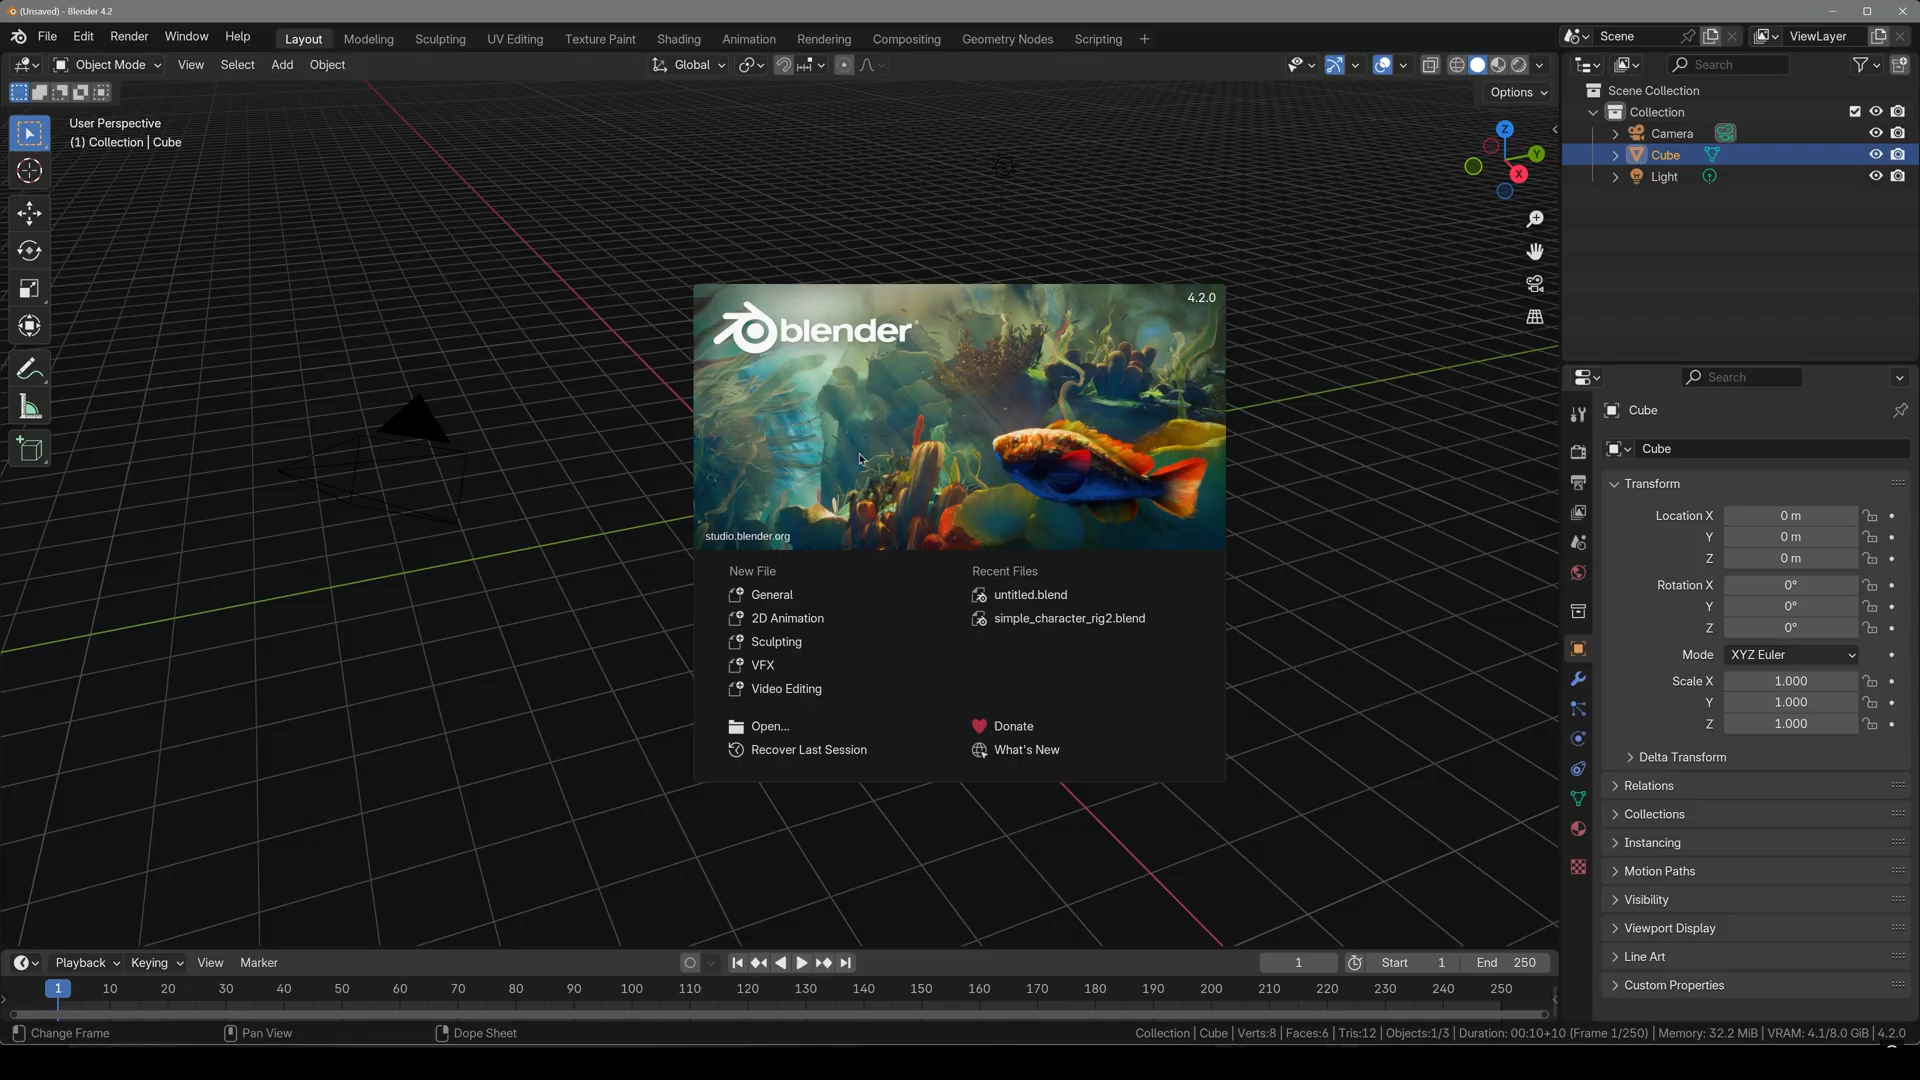 (Unsaved) - Blender 4.2
File Edit Render Window Help Layout Modeling Sculpting UV Editing Texture Paint Shading Animation Rendering Compositing Geometry Nodes Scripting + Scene ViewLayer
Object Mode View Select Add Object Global Search
Options
User Perspective
(1) Collection | Cube
Z
Y
X
Scene Collection
Collection
Camera
Cube
Light
4.2.0
blender
studio.blender.org
New File
General
2D Animation
Sculpting
VFX
Video Editing
Open...
Recover Last Session
Recent Files
untitled.blend
simple_character_rig2.blend
Donate
What's New
Search
Cube
Cube
Transform
Location X 0 m
Y 0 m
Z 0 m
Rotation X 0°
Y 0°
Z 0°
Mode XYZ Euler
Scale X 1.000
Y 1.000
Z 1.000
Delta Transform
Relations
Collections
Instancing
Motion Paths
Visibility
Viewport Display
Line Art
Custom Properties
Playback Keying View Marker 1 Start 1 End 250
1 10 20 30 40 50 60 70 80 90 100 110 120 130 140 150 160 170 180 190 200 210 220 230 240 250
Change Frame Pan View Dope Sheet Collection | Cube | Verts:8 | Faces:6 | Tris:12 | Objects:1/3 | Duration: 00:10+10 (Frame 1/250) | Memory: 32.2 MiB | VRAM: 4.1/8.0 GiB | 4.2.0